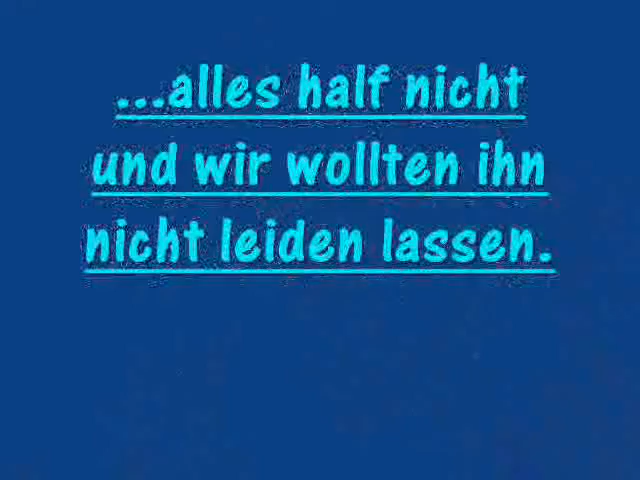 ...alles half nicht
und wir wollten ihn
nicht leiden lassen.